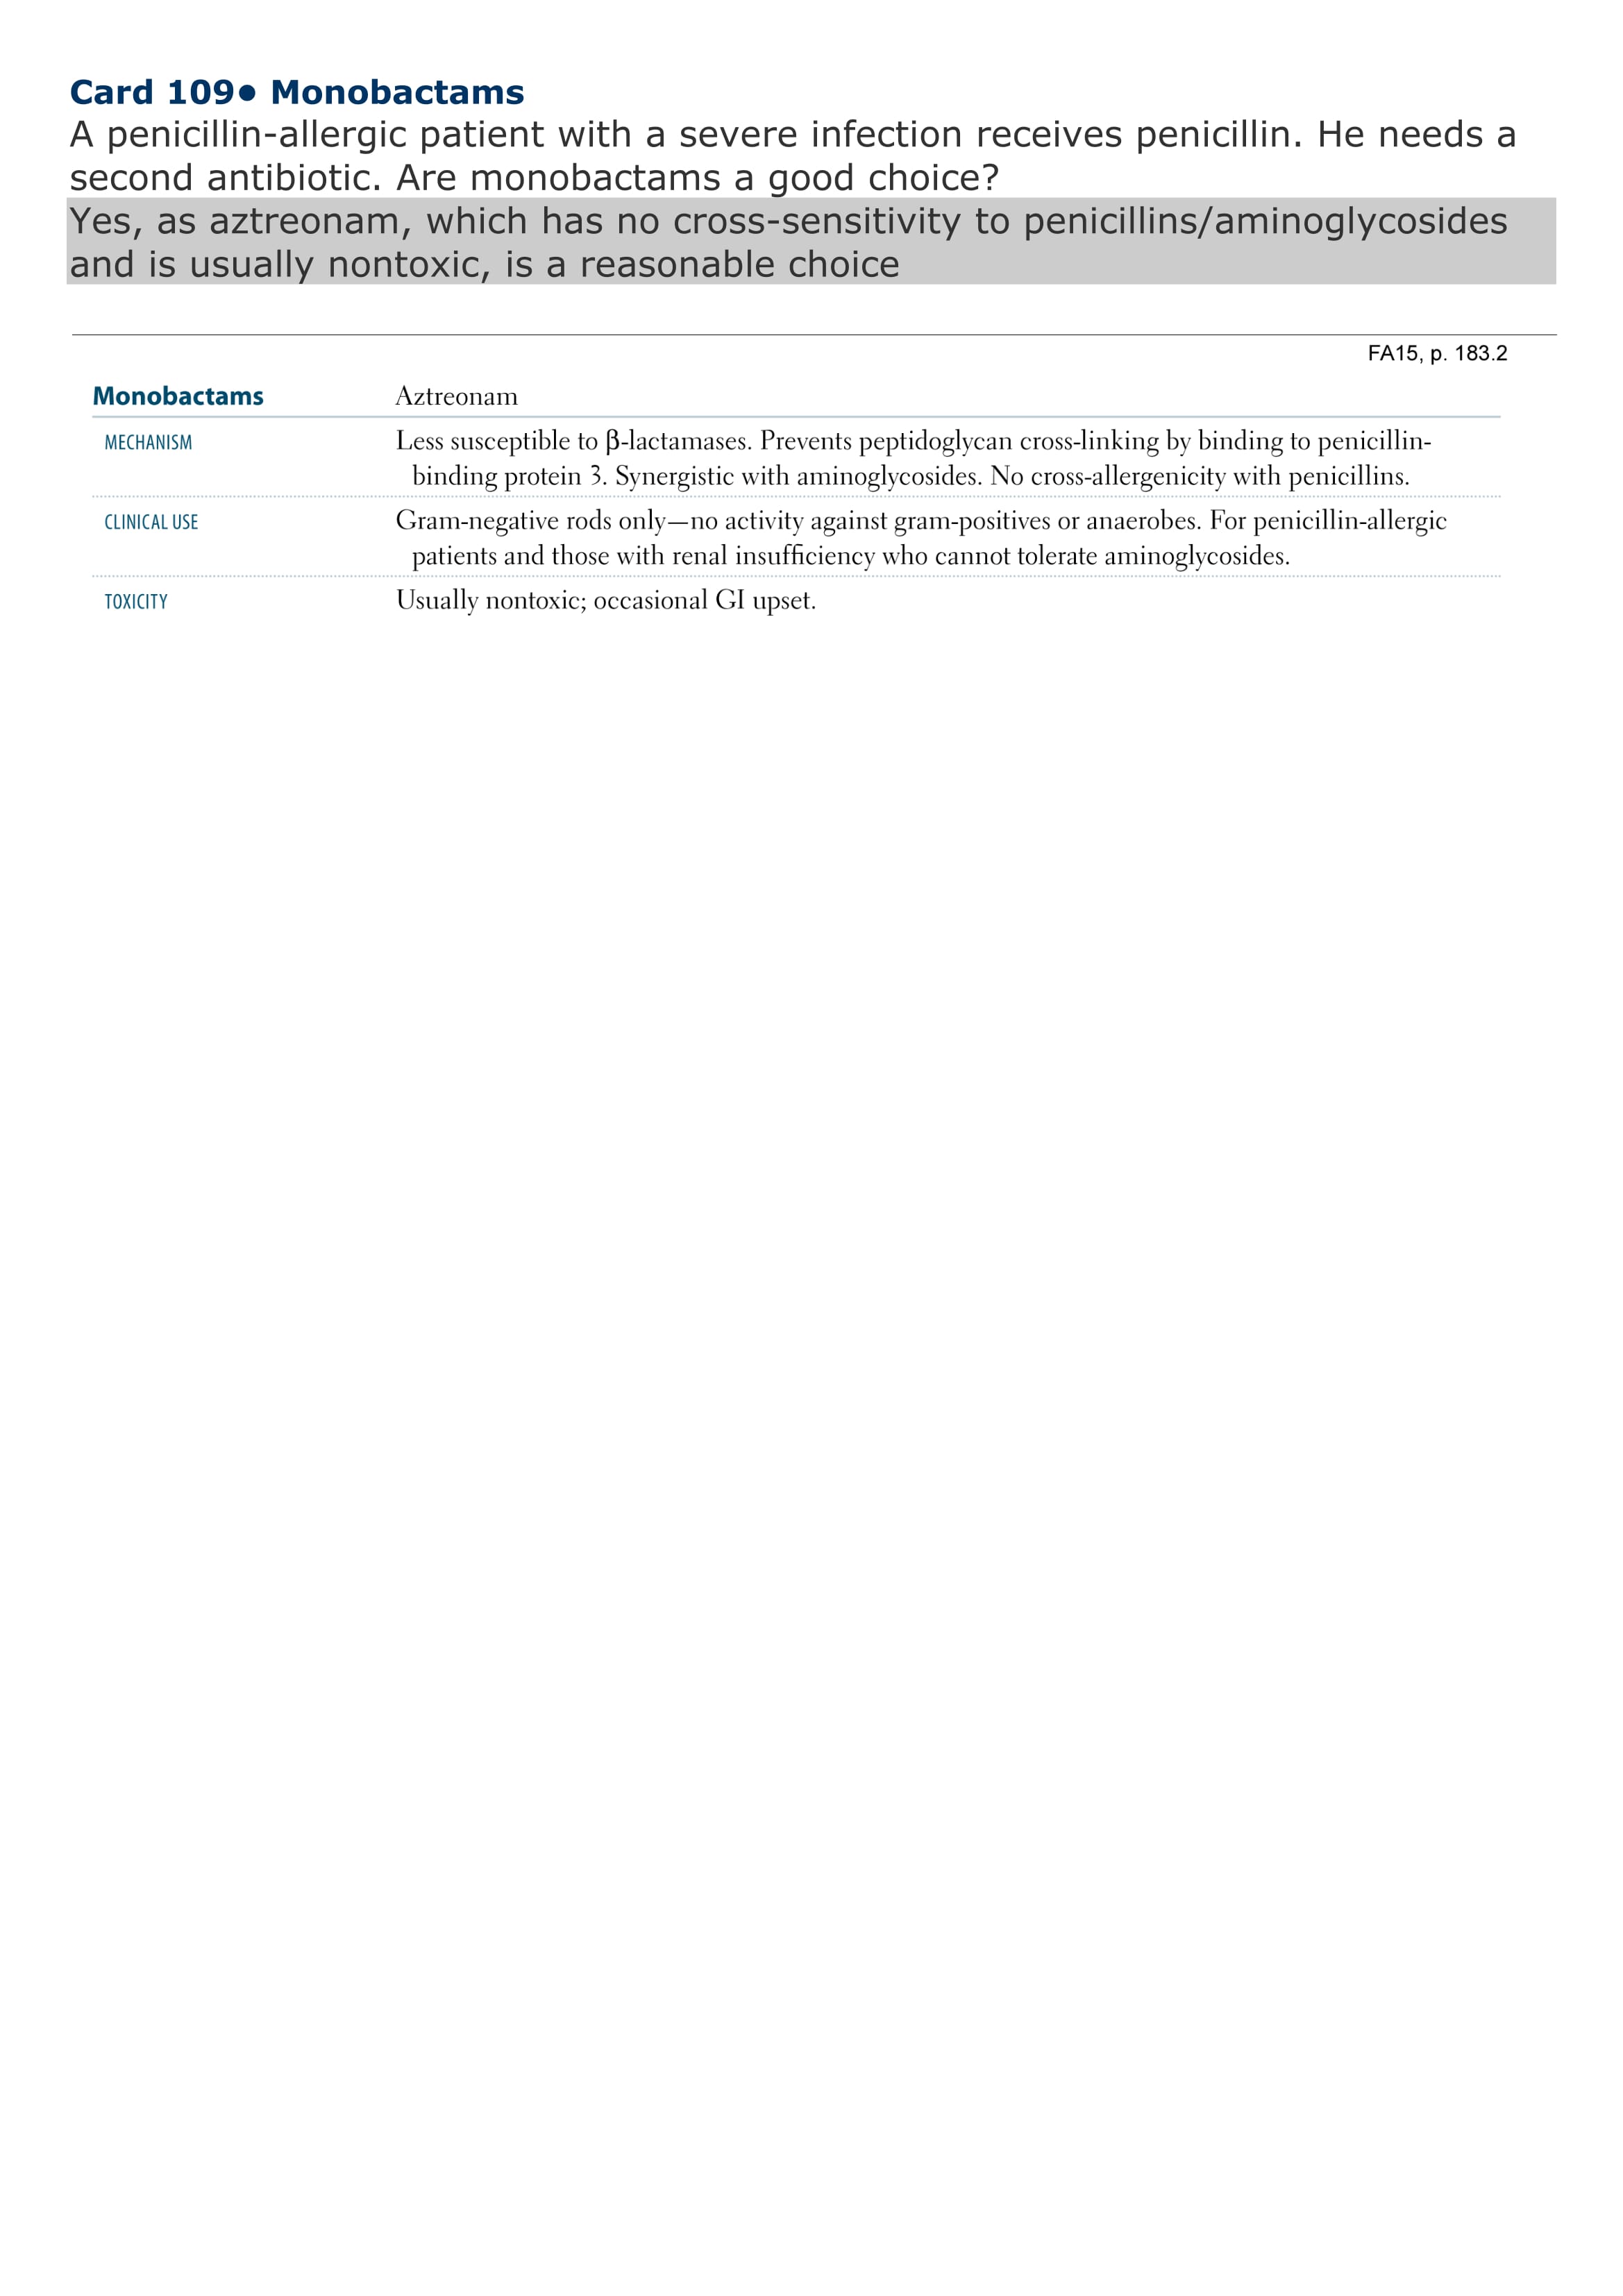 Card 109● Monobactams
A penicillin-allergic patient with a severe infection receives penicillin. He needs a
second antibiotic. Are monobactams a good choice?
Yes, as aztreonam, which has no cross-sensitivity to penicillins/aminoglycosides
and is usually nontoxic, is a reasonable choice
FA15, p. 183.2
Monobactams Aztreonam
MECHANISM Less susceptible to β-lactamases. Prevents peptidoglycan cross-linking by binding to penicillin-
binding protein 3. Synergistic with aminoglycosides. No cross-allergenicity with penicillins.
CLINICAL USE Gram-negative rods only—no activity against gram-positives or anaerobes. For penicillin-allergic
patients and those with renal insufficiency who cannot tolerate aminoglycosides.
TOXICITY Usually nontoxic; occasional GI upset.